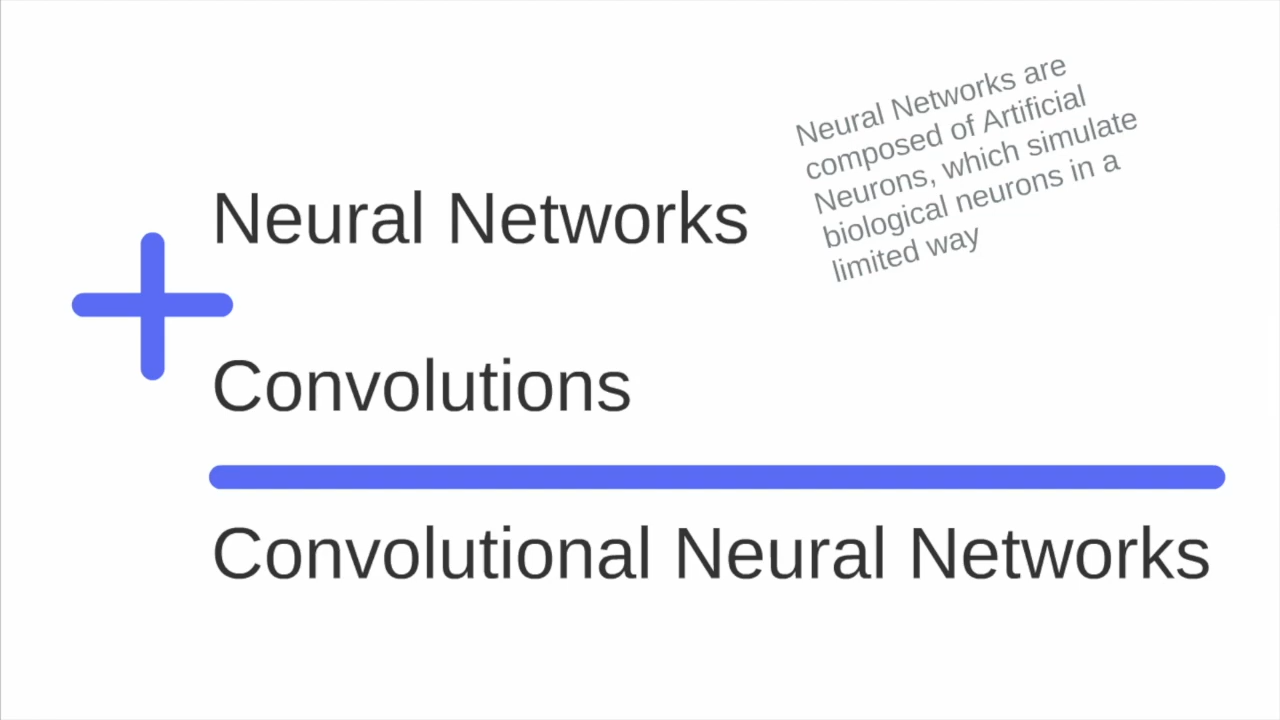 Neural Networks are
composed of Artificial
Neurons, which simulate
biological neurons in a
limited way
Neural Networks
Convolutions
Convolutional Neural Networks